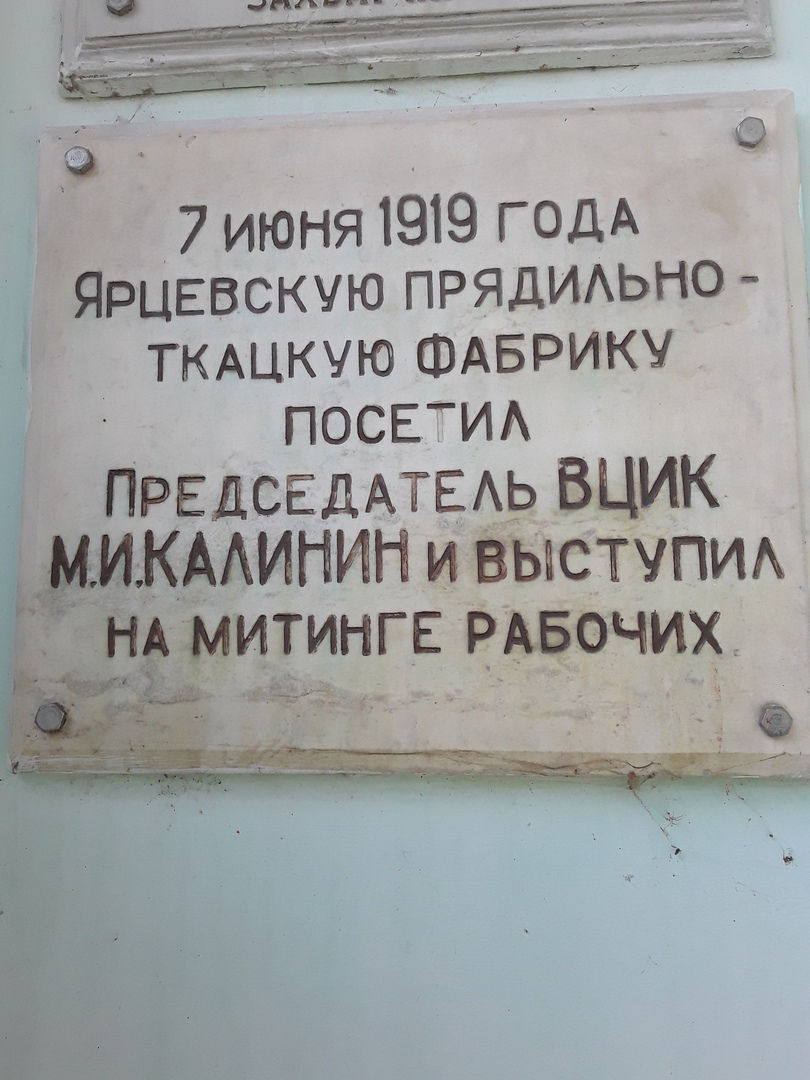 7 ИЮНЯ 1919 ГОДА
ЯРЦЕВСКУЮ ПРЯДИЛЬНО-
ТКАЦКУЮ ФАБРИКУ
ПОСЕТИЛ
ПРЕДСЕДАТЕЛЬ ВЦИК
М.И.КАЛИНИН И ВЫСТУПИЛ
НА МИТИНГЕ РАБОЧИХ